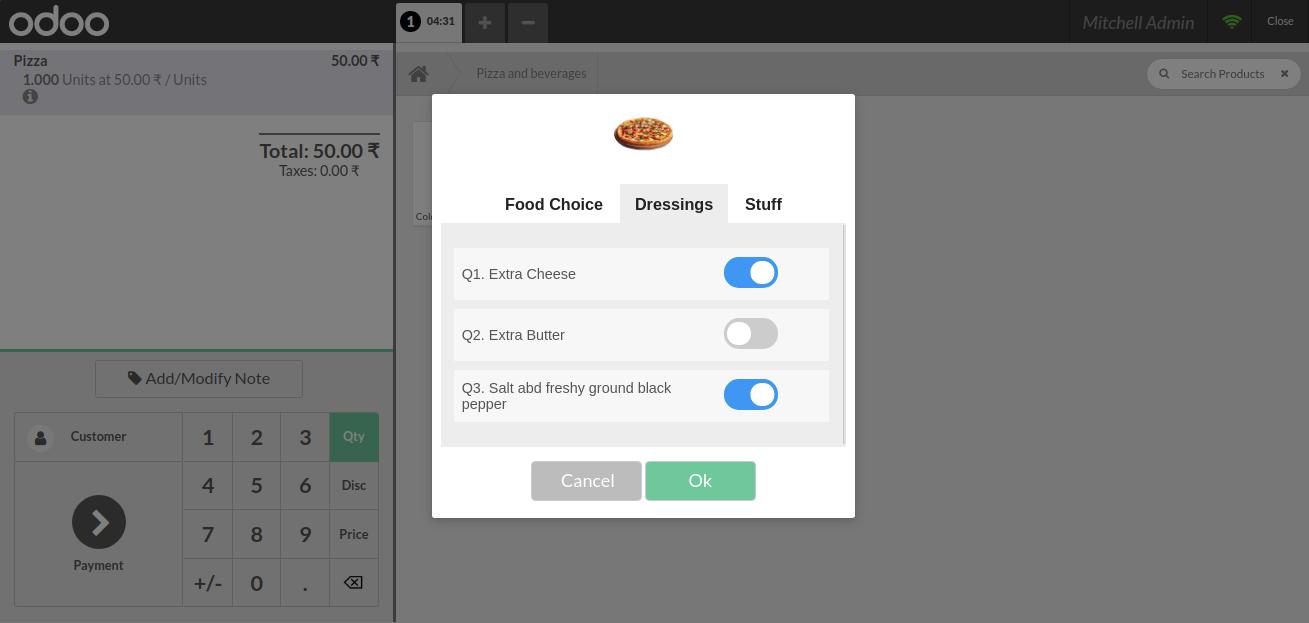 odoo
1 04:31
Mitchell Admin
Close
Pizza 50.00 ₹
1.000 Units at 50.00 ₹ / Units
Total: 50.00 ₹
Taxes: 0.00 ₹
Pizza and beverages
Search Products
Food Choice Dressings Stuff
Q1. Extra Cheese
Q2. Extra Butter
Q3. Salt abd freshy ground black
pepper
Cancel Ok
Add/Modify Note
Customer 1 2 3 Qty
4 5 6 Disc
7 8 9 Price
Payment
+/- 0 .